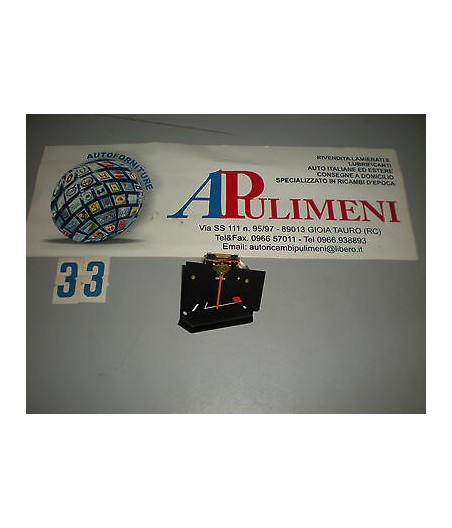 AUTOFORNITURE
RIVENDITA LAMIERATI E
LUBRIFICANTI
AUTO ITALIANE ED ESTERE
CONSEGNE A DOMICILIO
SPECIALIZZATO IN RICAMBI D'EPOCA
APULIMENI
Via SS 111 n. 95/97 - 89013 GIOIA TAURO (RC)
Tel&Fax. 0966 57011 - Tel 0966.938893
Email: autoricambipulimeni@libero.it
33